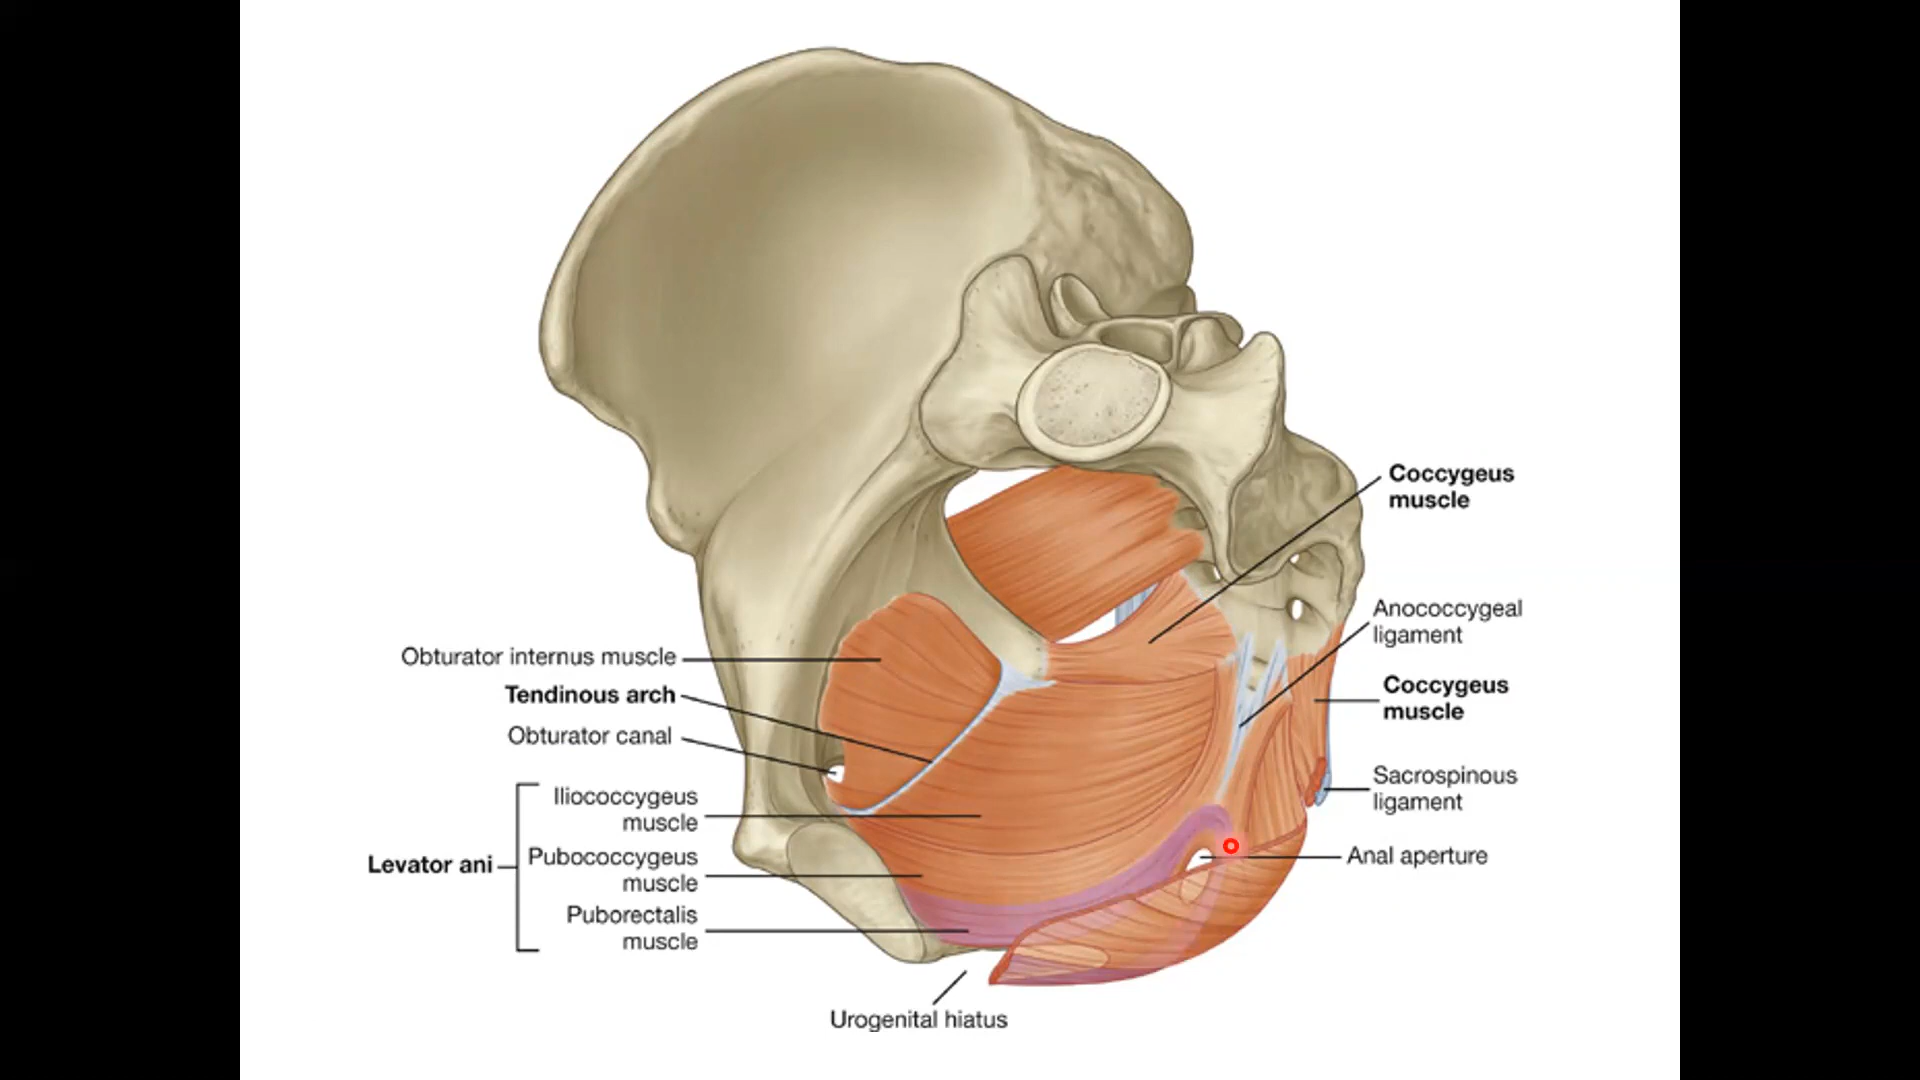 Coccygeus
muscle
Anococcygeal
ligament
Obturator internus muscle
Tendinous arch
Coccygeus
muscle
Obturator canal
Sacrospinous
ligament
Iliococcygeus
muscle
Levator ani
Pubococcygeus
muscle
Anal aperture
Puborectalis
muscle
Urogenital hiatus